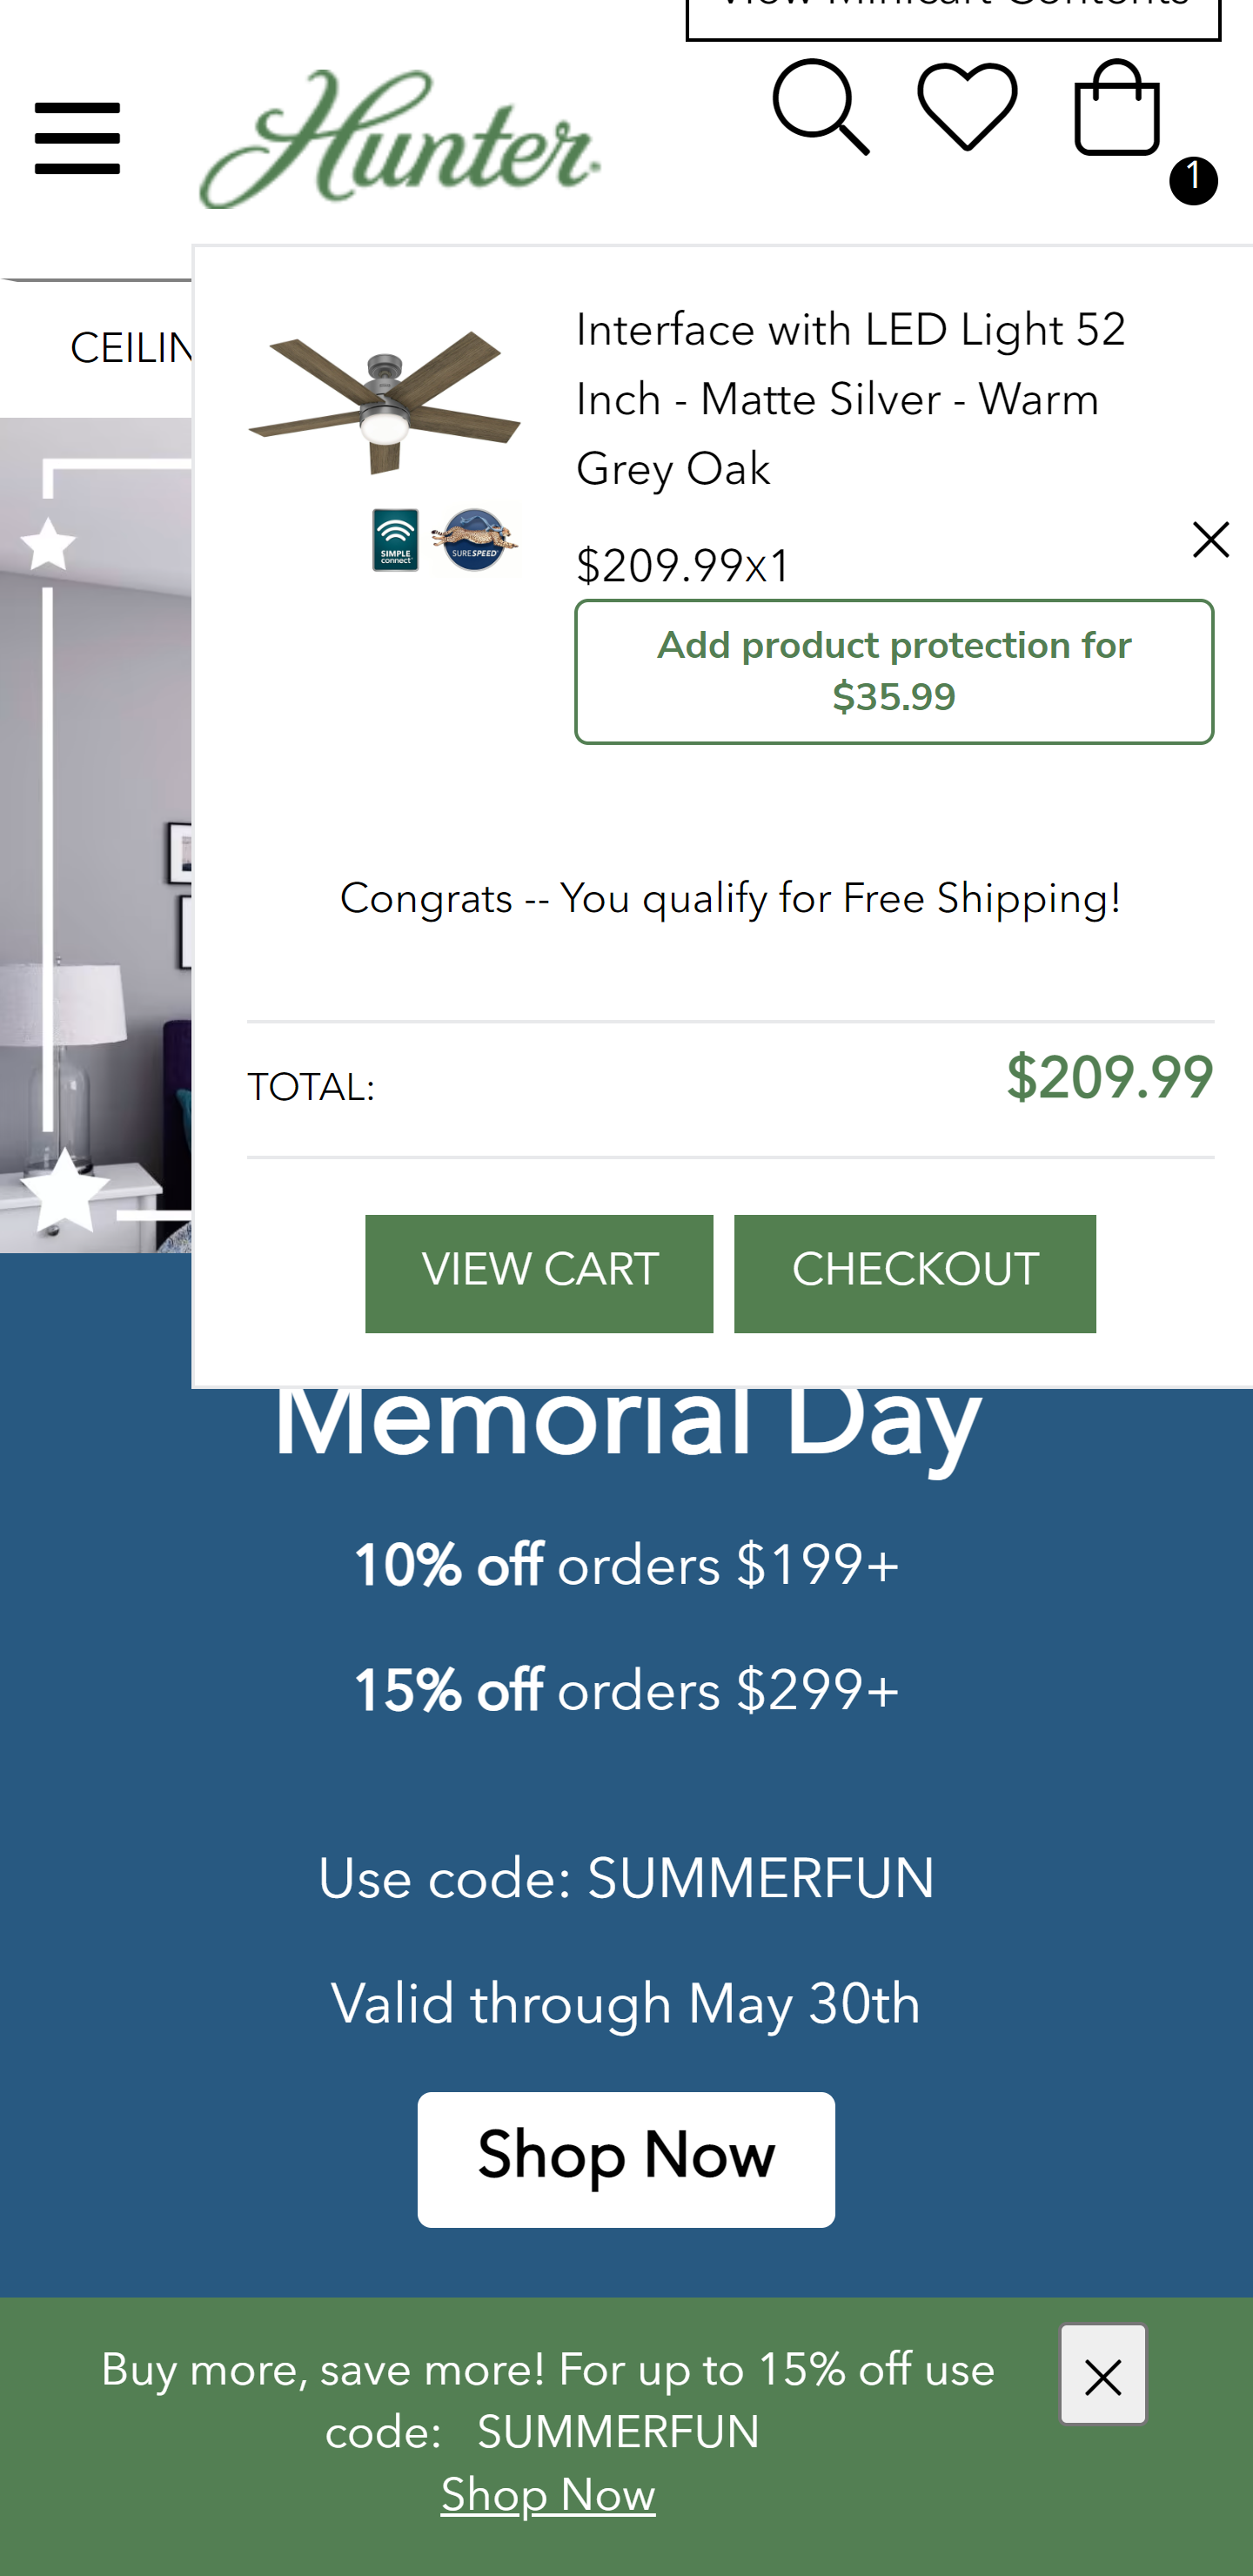 View Minicart Contents
Hunter
1
CEILIN
Interface with LED Light 52
Inch - Matte Silver - Warm
Grey Oak
SIMPLE
connect
SURESPEED
$209.99x1
Add product protection for
$35.99
Congrats -- You qualify for Free Shipping!
TOTAL:
$209.99
VIEW CART
CHECKOUT
Memorial Day
10% off orders $199+
15% off orders $299+
Use code: SUMMERFUN
Valid through May 30th
Shop Now
Buy more, save more! For up to 15% off use
code: SUMMERFUN
Shop Now